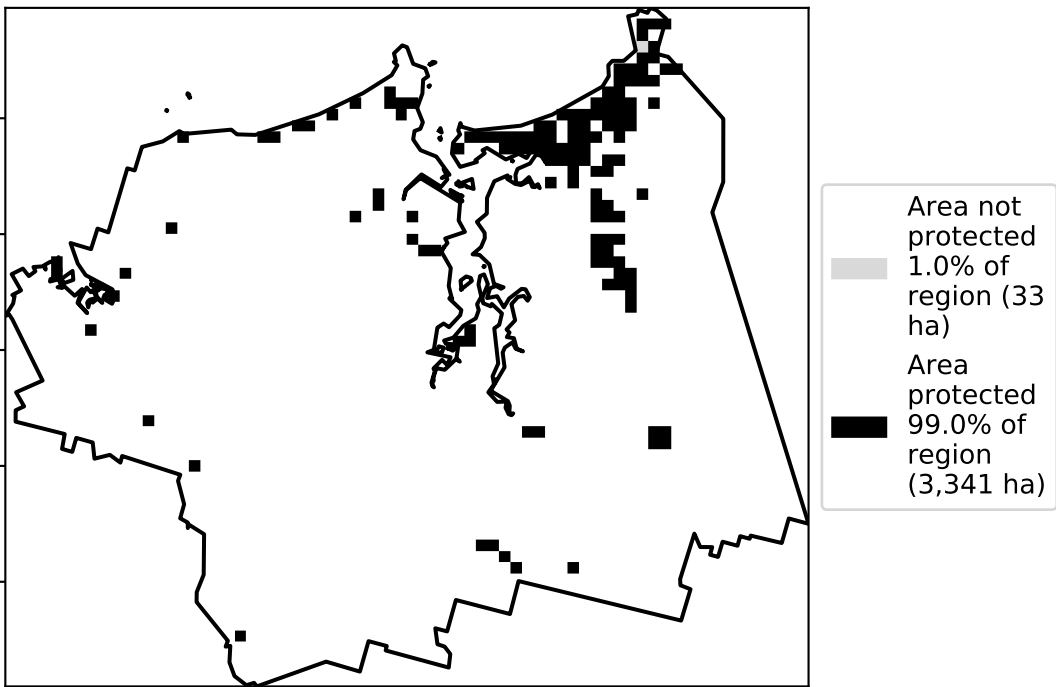 Area not
protected
1.0% of
region (33
ha)
Area
protected
99.0% of
region
(3,341 ha)